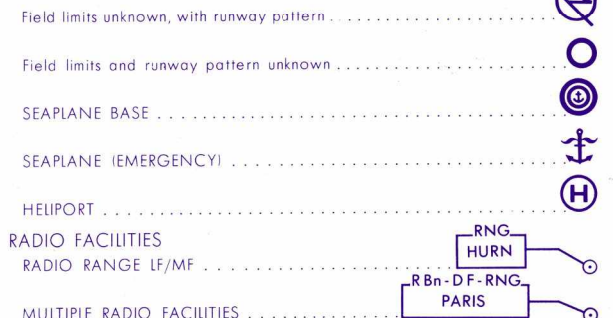 Field limits unknown, with runway pattern
Field limits and runway pattern unknown
SEAPLANE BASE
SEAPLANE (EMERGENCY)
HELIPORT
H
RADIO FACILITIES
RADIO RANGE LF/MF
RNG
HURN
MULTIPLE RADIO FACILITIES
RBn-DF-RNG
PARIS